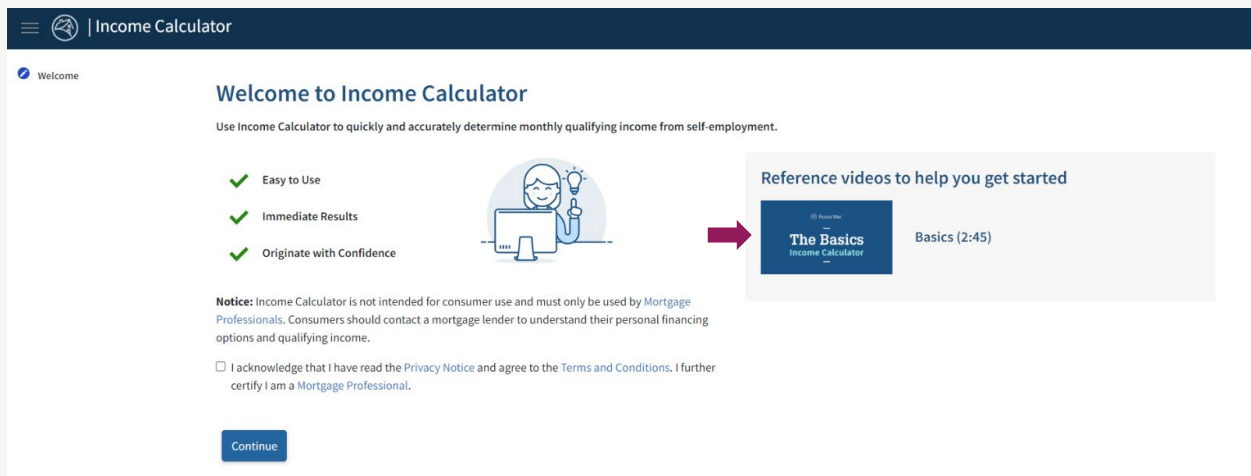 | Income Calculator
Welcome
Welcome to Income Calculator
Use Income Calculator to quickly and accurately determine monthly qualifying income from self-employment.
Easy to Use
Immediate Results
Originate with Confidence
Notice: Income Calculator is not intended for consumer use and must only be used by Mortgage
Professionals. Consumers should contact a mortgage lender to understand their personal financing
options and qualifying income.
I acknowledge that I have read the Privacy Notice and agree to the Terms and Conditions. I further
certify I am a Mortgage Professional.
Continue
Reference videos to help you get started
The Basics
Income Calculator
Basics (2:45)